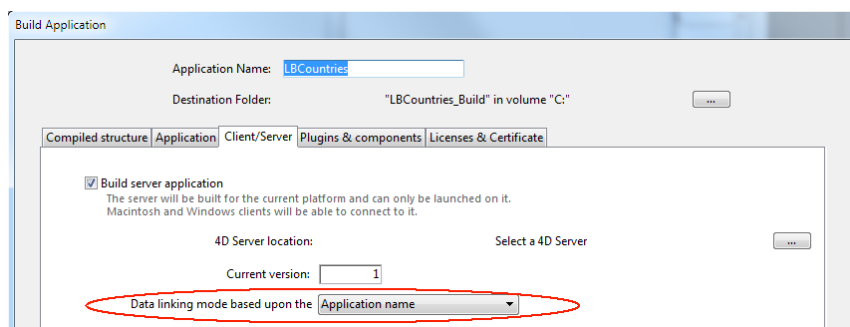 Build Application
Application Name: LBCountries
Destination Folder: "LBCountries_Build" in volume "C:" ...
Compiled structure Application Client/Server Plugins & components Licenses & Certificate
Build server application
The server will be built for the current platform and can only be launched on it.
Macintosh and Windows clients will be able to connect to it.
4D Server location: Select a 4D Server ...
Current version: 1
Data linking mode based upon the Application name